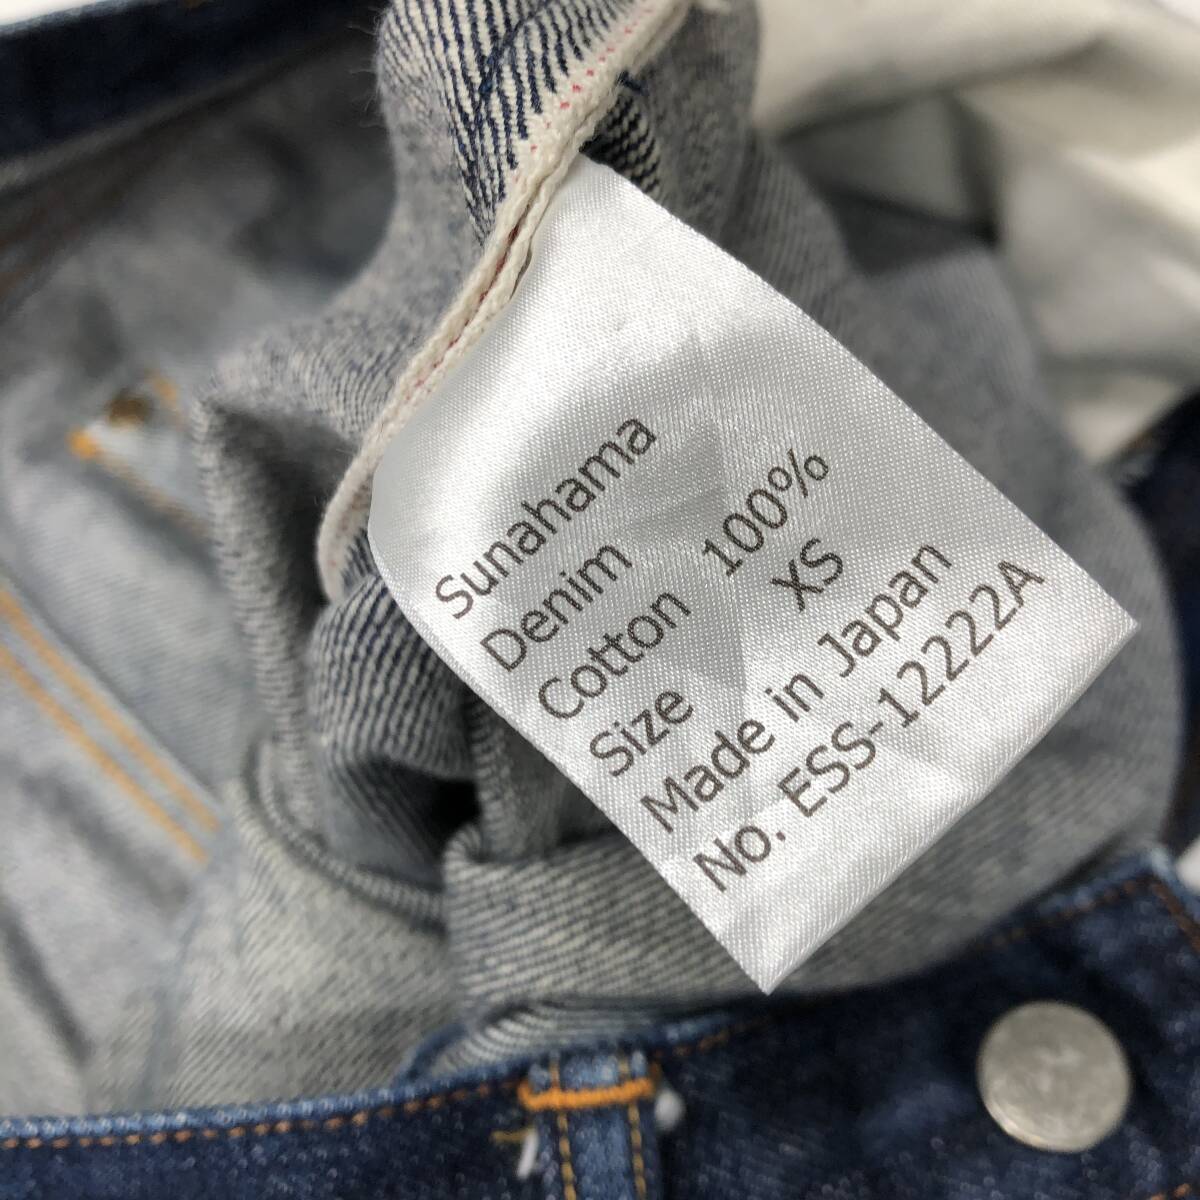 Sunahama
Denim
Cotton 100%
Size XS
Made in Japan
No. ESS-12222A